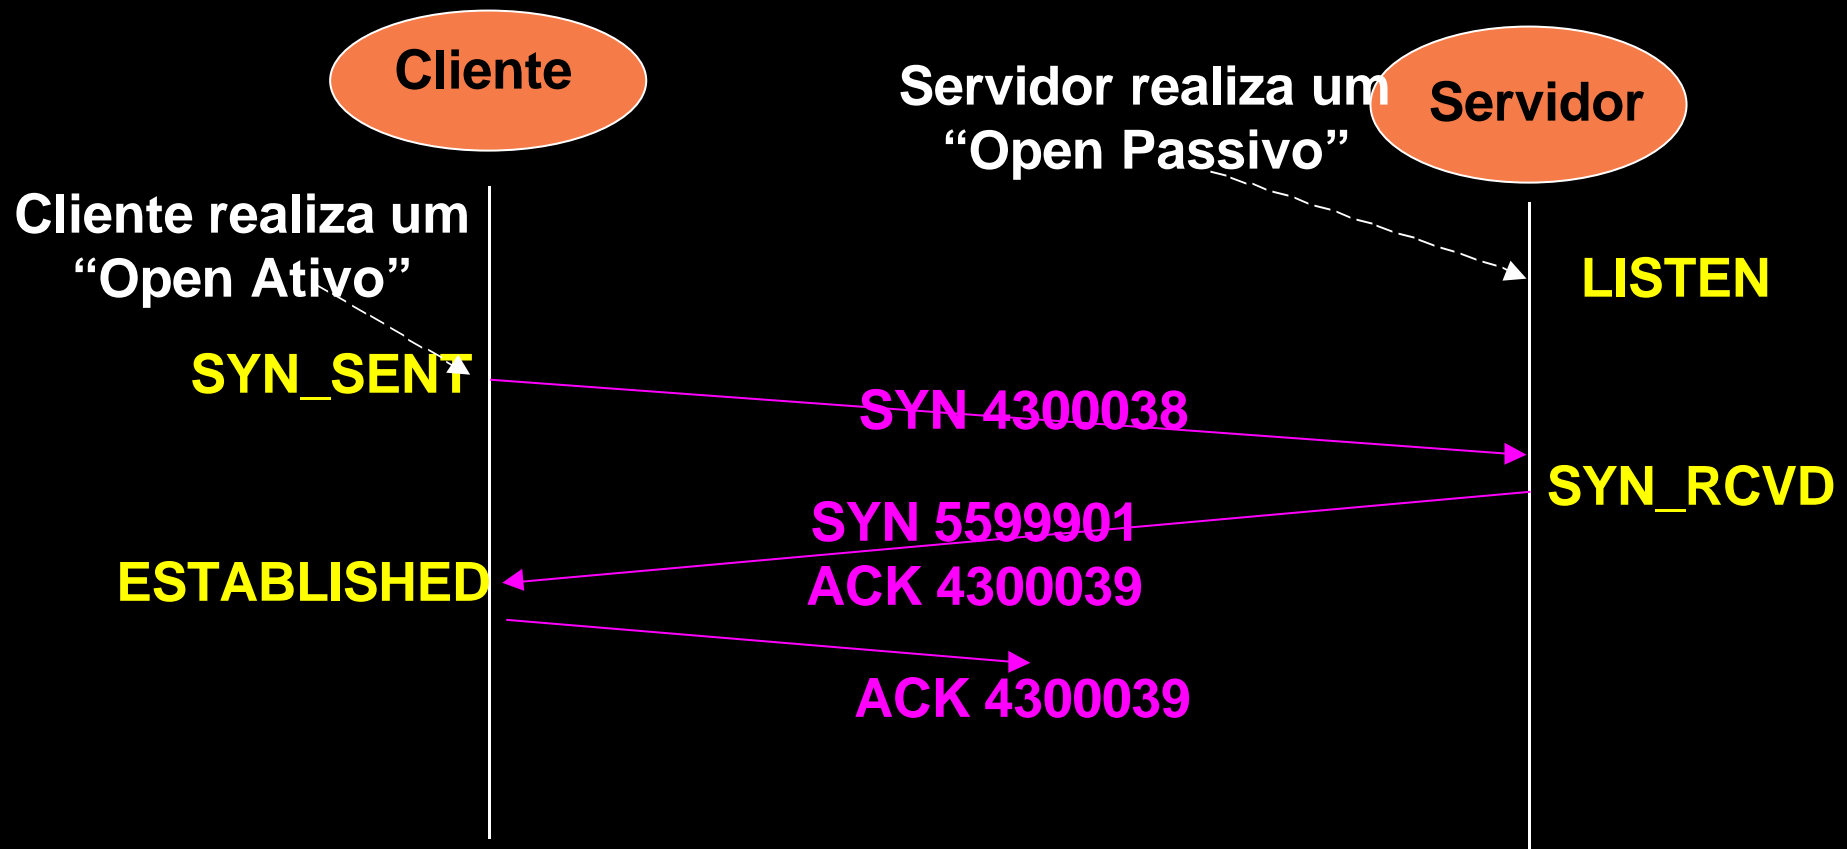 Cliente
Servidor realiza um
“Open Passivo”
Servidor
Cliente realiza um
“Open Ativo”
LISTEN
SYN_SENT
SYN 4300038
SYN_RCVD
SYN 5599901
ACK 4300039
ESTABLISHED
ACK 4300039